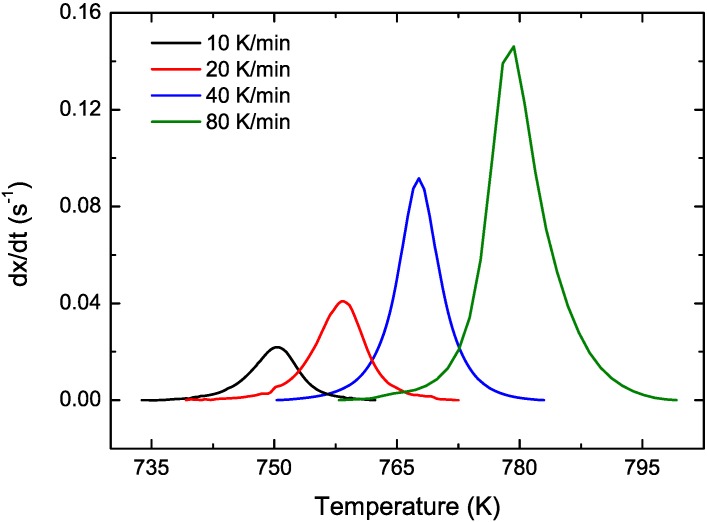 0.16
0.12
0.08
0.04
0.00
dx/dt (s⁻¹)
10 K/min
20 K/min
40 K/min
80 K/min
735 750 765 780 795
Temperature (K)